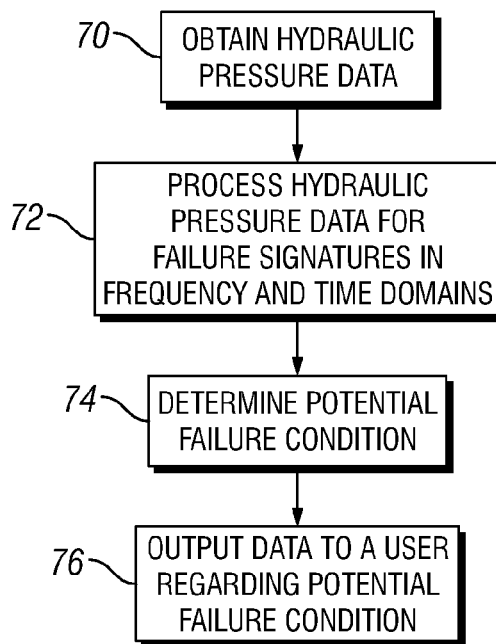 70
OBTAIN HYDRAULIC
PRESSURE DATA
72
PROCESS HYDRAULIC
PRESSURE DATA FOR
FAILURE SIGNATURES IN
FREQUENCY AND TIME DOMAINS
74
DETERMINE POTENTIAL
FAILURE CONDITION
76
OUTPUT DATA TO A USER
REGARDING POTENTIAL
FAILURE CONDITION